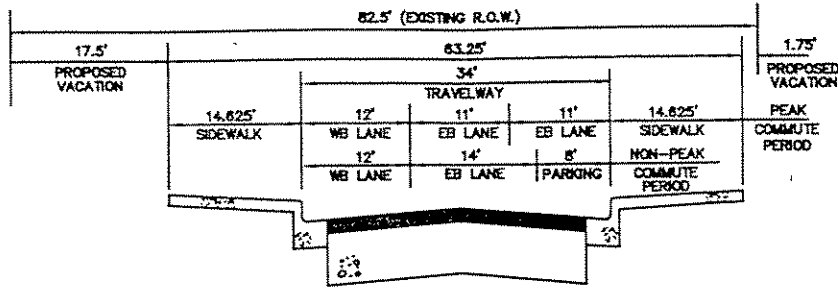 82.5' (EXISTING R.O.W.)
17.5' 63.25' 1.75'
PROPOSED VACATION
PROPOSED VACATION
34'
TRAVELWAY
14.625' 12' 11' 11' 14.625' PEAK
SIDEWALK WB LANE EB LANE EB LANE SIDEWALK COMMUTE PERIOD
12' 14' 8' NON-PEAK
WB LANE EB LANE PARKING COMMUTE PERIOD